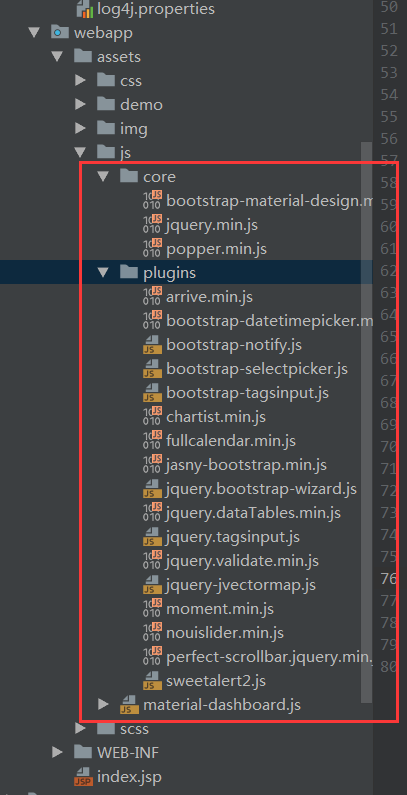 log4j.properties
webapp
assets
css
demo
img
js
core
bootstrap-material-design.m
jquery.min.js
popper.min.js
plugins
arrive.min.js
bootstrap-datetimepicker.m
bootstrap-notify.js
bootstrap-selectpicker.js
bootstrap-tagsinput.js
chartist.min.js
fullcalendar.min.js
jasny-bootstrap.min.js
jquery.bootstrap-wizard.js
jquery.dataTables.min.js
jquery.tagsinput.js
jquery.validate.min.js
jquery-jvectormap.js
moment.min.js
nouislider.min.js
perfect-scrollbar.jquery.min.
sweetalert2.js
material-dashboard.js
scss
WEB-INF
index.jsp
50
51
52
53
54
55
56
57
58
59
60
61
62
63
64
65
66
67
68
69
70
71
72
73
74
75
76
77
78
79
80